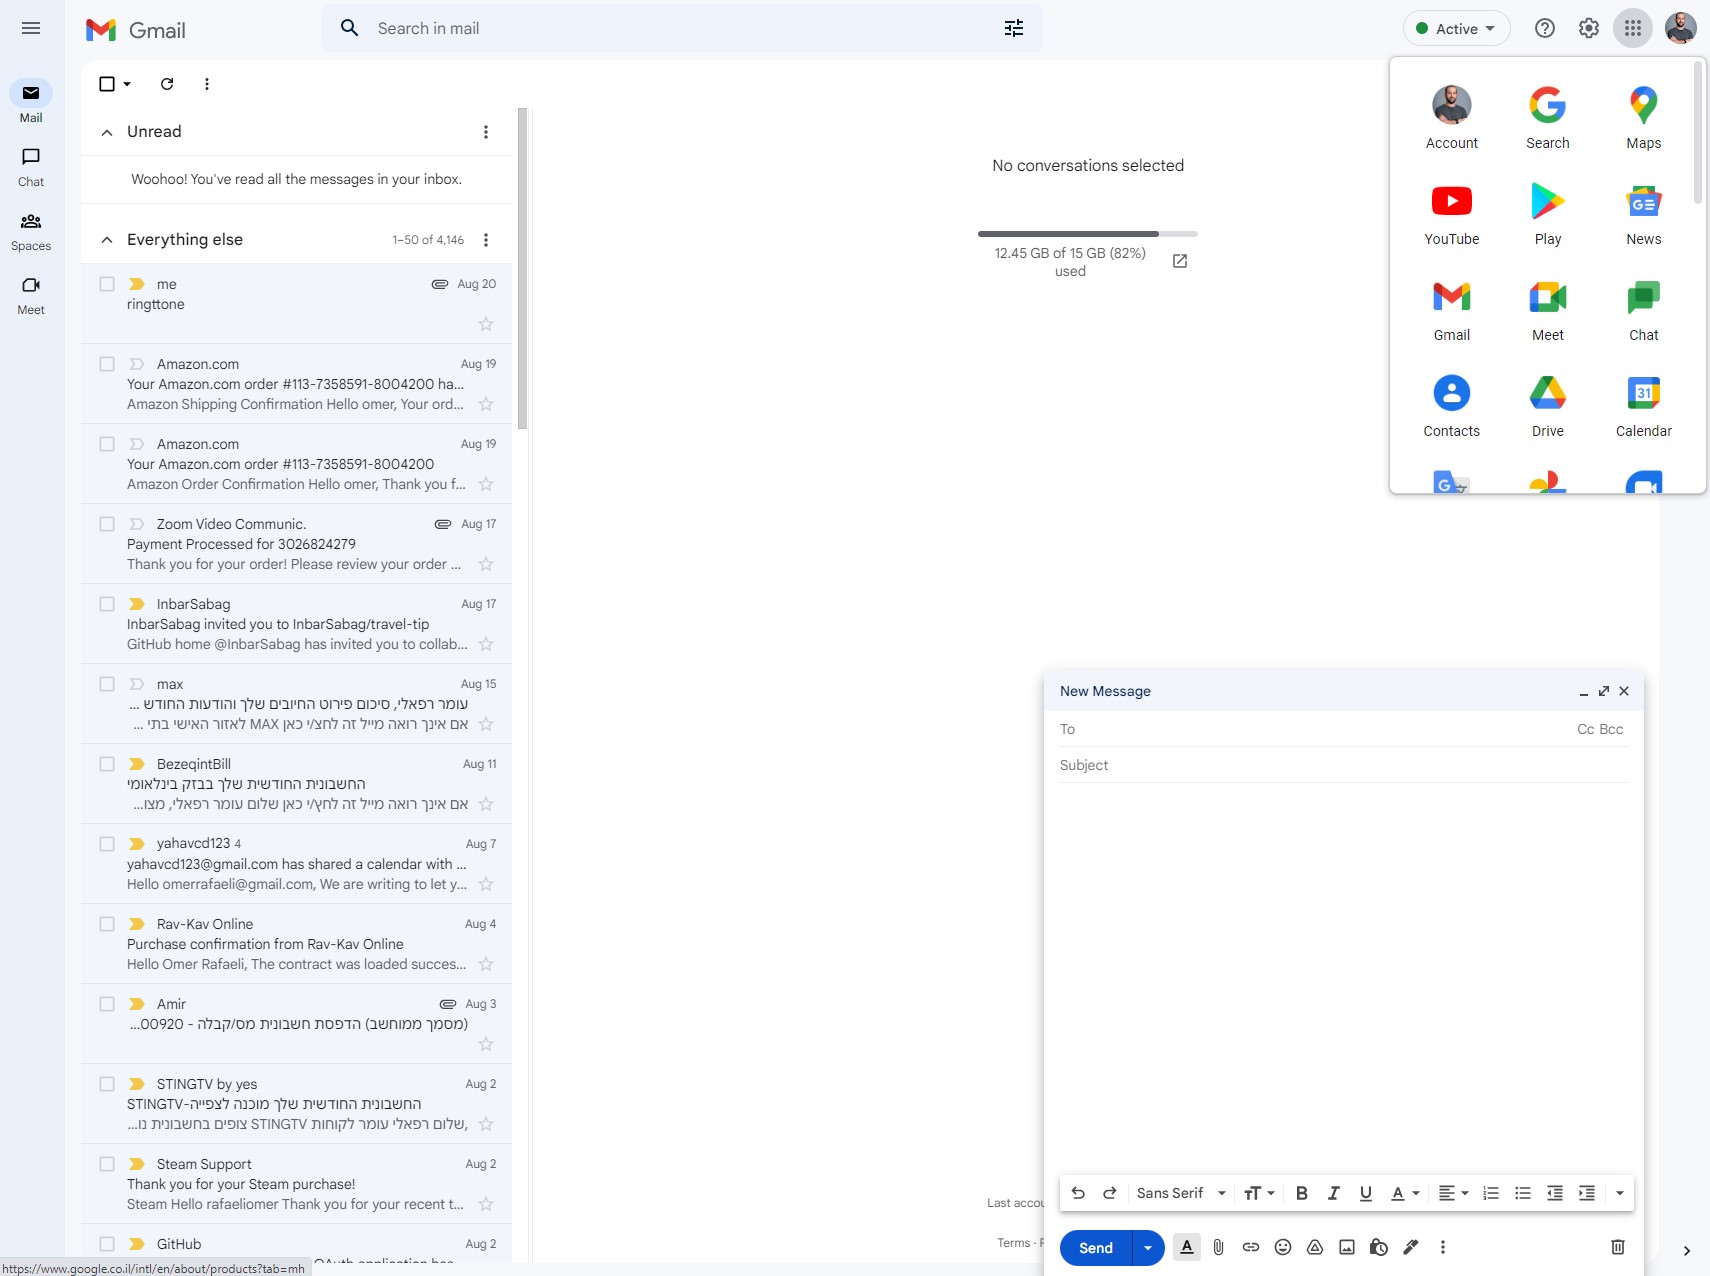 Gmail
Search in mail
Active
Mail
Chat
Spaces
Meet
Unread
Woohoo! You've read all the messages in your inbox.
Everything else
1–50 of 4,146
me
Aug 20
ringttone
Amazon.com
Aug 19
Your Amazon.com order #113-7358591-8004200 ha...
Amazon Shipping Confirmation Hello omer, Your ord...
Amazon.com
Aug 19
Your Amazon.com order #113-7358591-8004200
Amazon Order Confirmation Hello omer, Thank you f...
Zoom Video Communic.
Aug 17
Payment Processed for 3026824279
Thank you for your order! Please review your order ...
InbarSabag
Aug 17
InbarSabag invited you to InbarSabag/travel-tip
GitHub home @InbarSabag has invited you to collab...
max
Aug 15
עומר רפאלי, סיכום פירוט החיובים שלך והודעות החודש ...
אם אינך רואה מייל זה לחצ/י כאן MAX לאזור האישי בתי ...
BezeqintBill
Aug 11
החשבונית החודשית שלך בבזק בינלאומי
אם אינך רואה מייל זה לחץ/י כאן שלום עומר רפאלי, מצו...
yahavcd123 4
Aug 7
yahavcd123@gmail.com has shared a calendar with ...
Hello omerrafaeli@gmail.com, We are writing to let y...
Rav-Kav Online
Aug 4
Purchase confirmation from Rav-Kav Online
Hello Omer Rafaeli, The contract was loaded succes...
Amir
Aug 3
(מסמך ממוחשב) הדפסת חשבונית מס/קבלה - 00920...
STINGTV by yes
Aug 2
החשבונית החודשית שלך מוכנה לצפייה-STINGTV
שלום רפאלי עומר לקוחות STINGTV צופים בחשבונית נו...,
Steam Support
Aug 2
Thank you for your Steam purchase!
Steam Hello rafaeliomer Thank you for your recent t...
GitHub
Aug 2
OAuth application has
https://www.google.co.il/intl/en/about/products?tab=mh
No conversations selected
12.45 GB of 15 GB (82%)
used
Last accou
Terms ·
Account
Search
Maps
YouTube
Play
News
Gmail
Meet
Chat
Contacts
Drive
31
Calendar
New Message
To
Cc Bcc
Subject
Sans Serif
Send